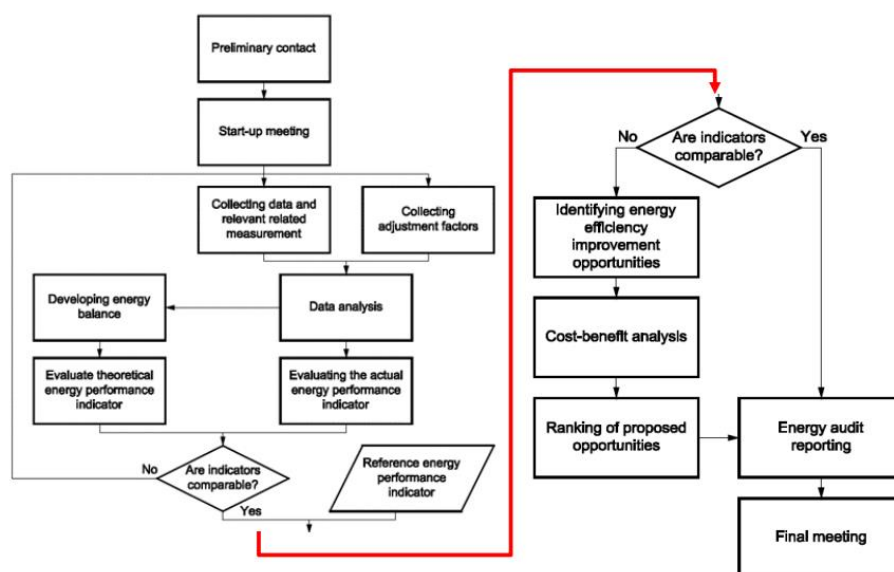 Preliminary contact
Start-up meeting
Collecting data and
relevant related
measurement
Collecting
adjustment factors
Developing energy
balance
Data analysis
Evaluate theoretical
energy performance
indicator
Evaluating the actual
energy performance
indicator
No
Are indicators
comparable?
Yes
Reference energy
performance
indicator
No
Are indicators
comparable?
Yes
Identifying energy
efficiency
improvement
opportunities
Cost-benefit analysis
Ranking of proposed
opportunities
Energy audit
reporting
Final meeting